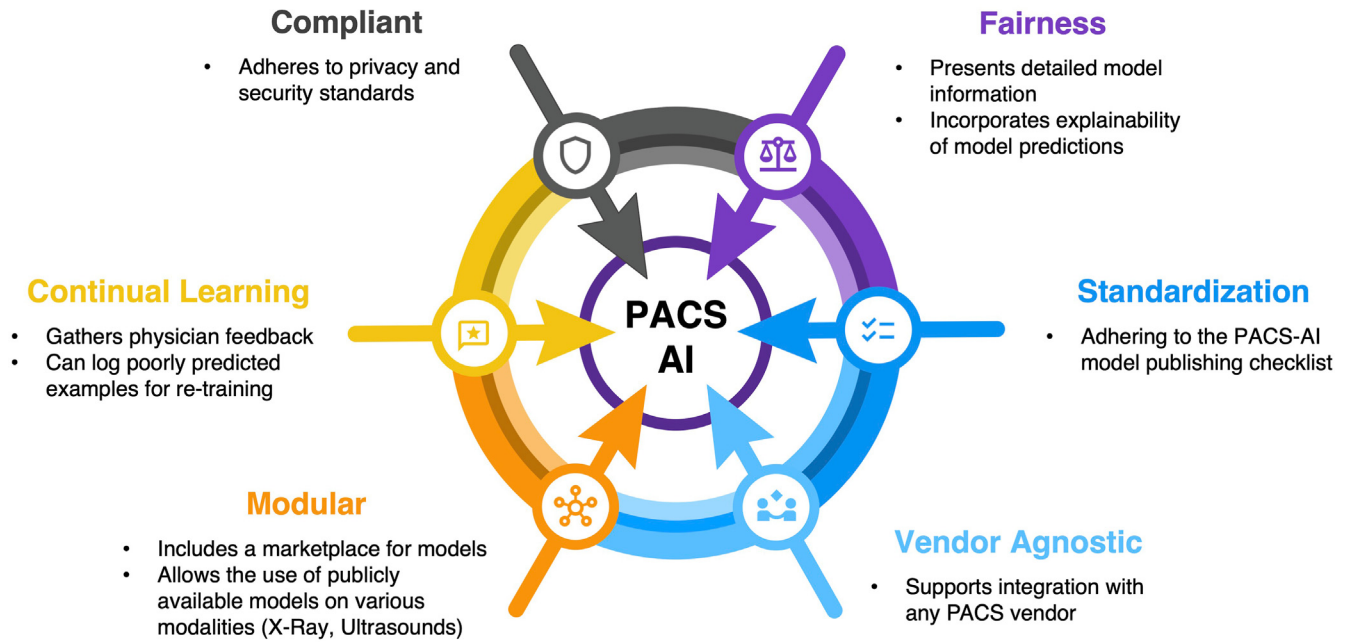 Compliant
• Adheres to privacy and
security standards
Fairness
• Presents detailed model
information
• Incorporates explainability
of model predictions
Continual Learning
• Gathers physician feedback
• Can log poorly predicted
examples for re-training
PACS
AI
Standardization
• Adhering to the PACS-AI
model publishing checklist
Modular
• Includes a marketplace for models
• Allows the use of publicly
available models on various
modalities (X-Ray, Ultrasounds)
Vendor Agnostic
• Supports integration with
any PACS vendor